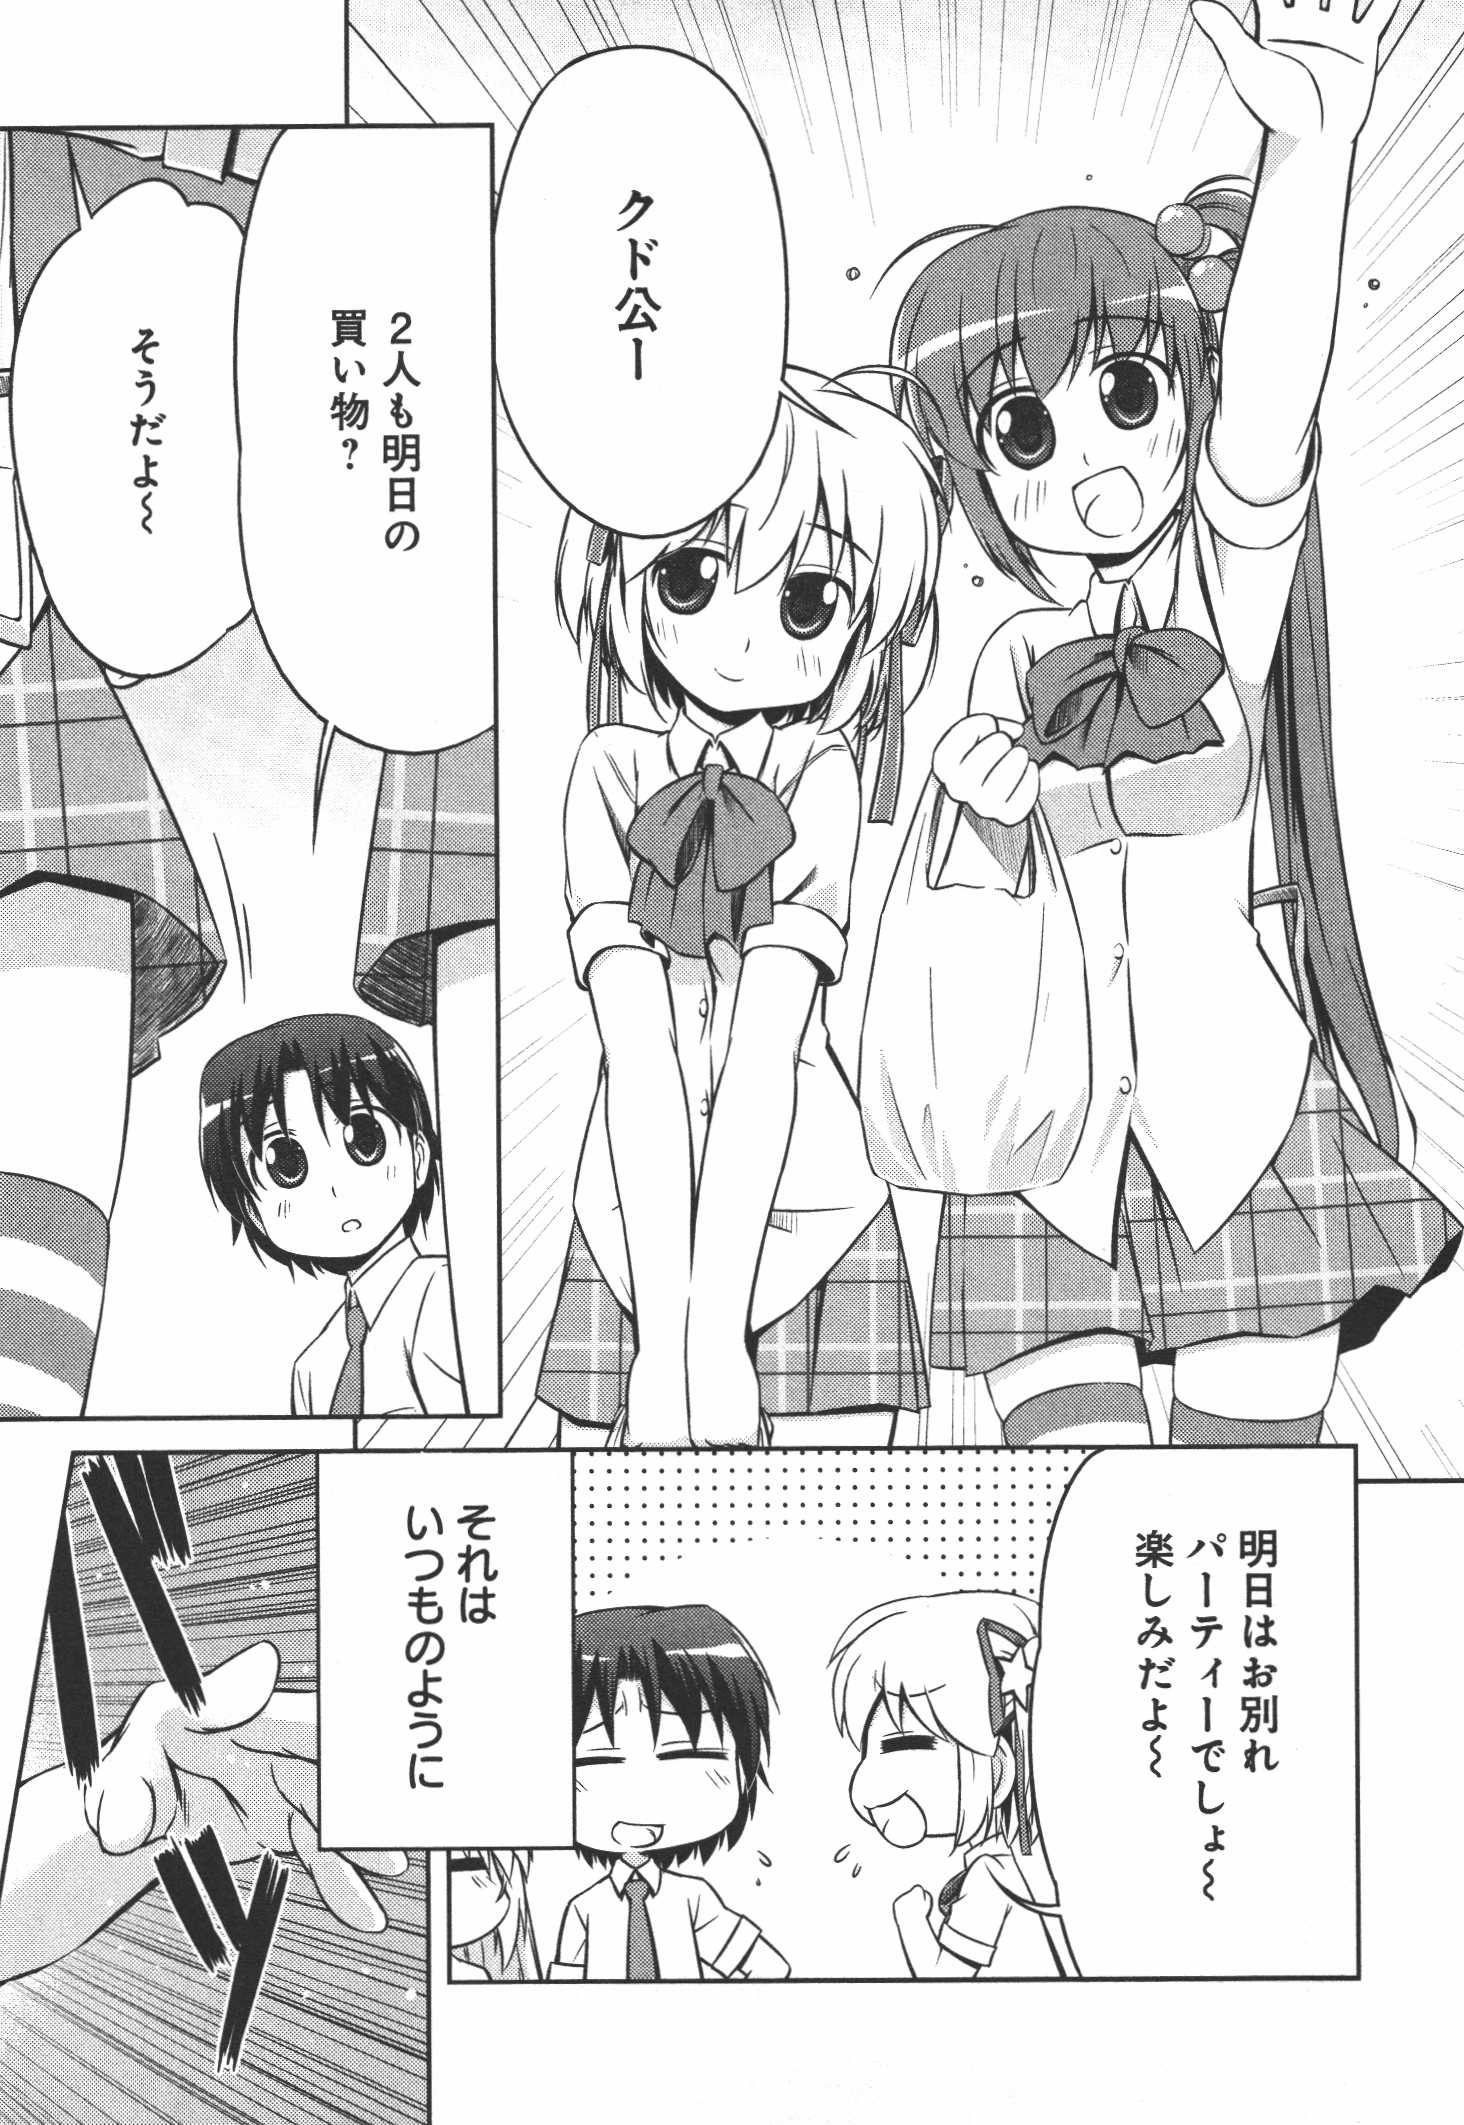 クド公ー
2人も明日の
買い物?
そうだよ～
明日はお別れ
パーティーでしょ～
楽しみだよ～
それは
いつものように